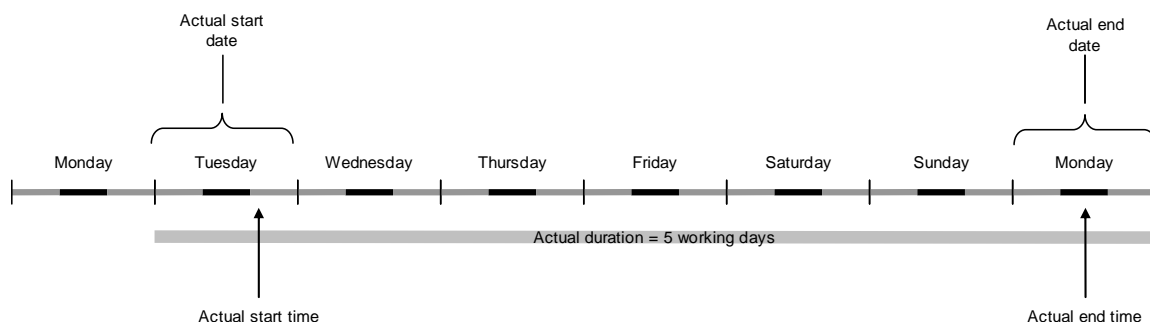 Actual start
date
Actual end
date
Monday
Tuesday
Wednesday
Thursday
Friday
Saturday
Sunday
Monday
Actual duration = 5 working days
Actual start time
Actual end time